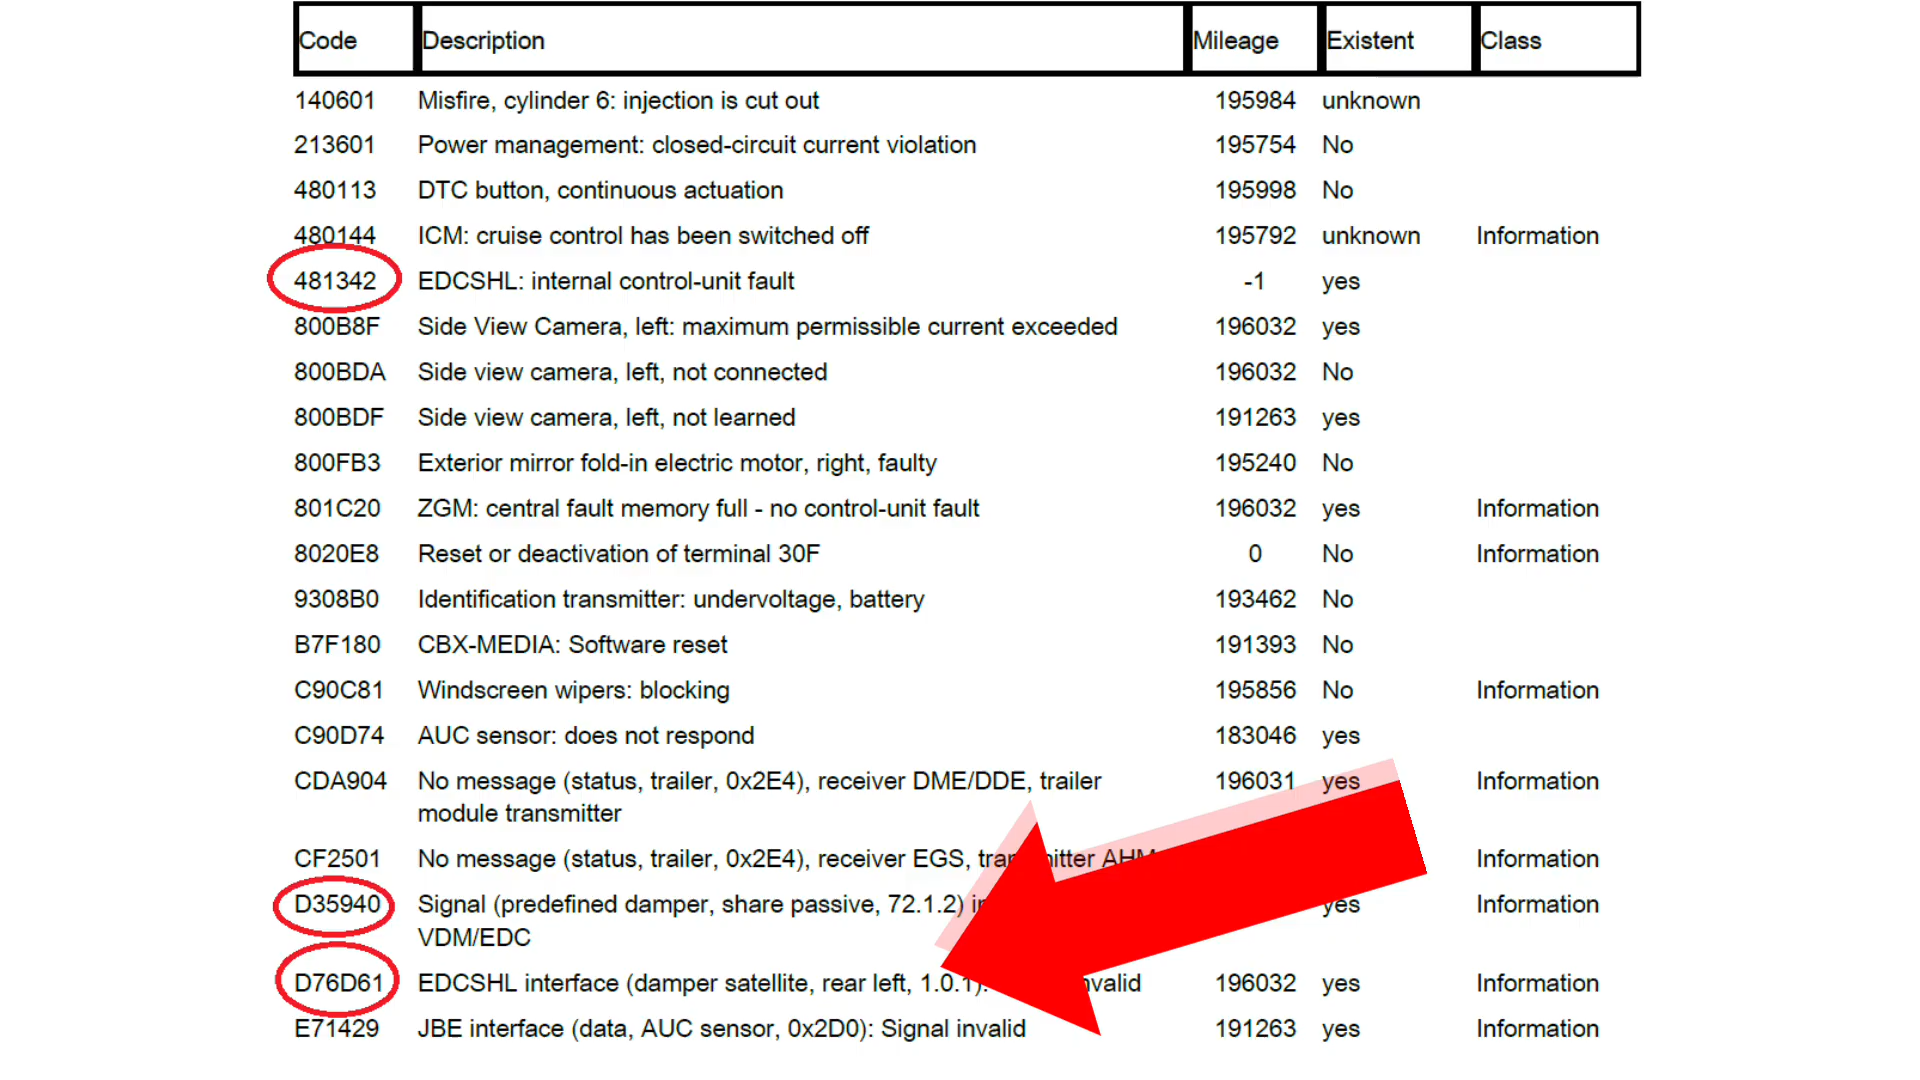 Code Description Mileage Existent Class
140601 Misfire, cylinder 6: injection is cut out 195984 unknown
213601 Power management: closed-circuit current violation 195754 No
480113 DTC button, continuous actuation 195998 No
480144 ICM: cruise control has been switched off 195792 unknown Information
481342 EDCSHL: internal control-unit fault -1 yes
800B8F Side View Camera, left: maximum permissible current exceeded 196032 yes
800BDA Side view camera, left, not connected 196032 No
800BDF Side view camera, left, not learned 191263 yes
800FB3 Exterior mirror fold-in electric motor, right, faulty 195240 No
801C20 ZGM: central fault memory full - no control-unit fault 196032 yes Information
8020E8 Reset or deactivation of terminal 30F 0 No Information
9308B0 Identification transmitter: undervoltage, battery 193462 No
B7F180 CBX-MEDIA: Software reset 191393 No
C90C81 Windscreen wipers: blocking 195856 No Information
C90D74 AUC sensor: does not respond 183046 yes
CDA904 No message (status, trailer, 0x2E4), receiver DME/DDE, trailer 196031 yes Information
module transmitter
CF2501 No message (status, trailer, 0x2E4), receiver EGS, AHM Information
D35940 Signal (predefined damper, share passive, 72.1.2) yes Information
VDM/EDC
D76D61 EDCSHL interface (damper satellite, rear left, 1.0.1): 196032 yes Information
E71429 JBE interface (data, AUC sensor, 0x2D0): Signal invalid 191263 yes Information